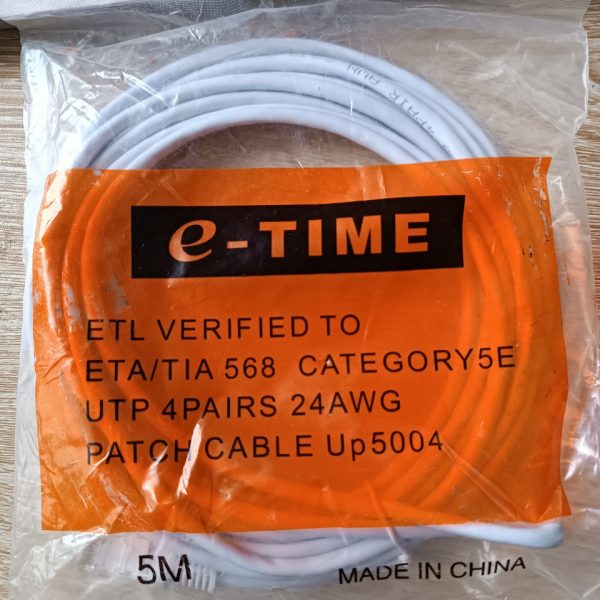 e-TIME
ETL VERIFIED TO
ETA/TIA 568 CATEGORY5E
UTP 4PAIRS 24AWG
PATCH CABLE Up5004
5M
MADE IN CHINA